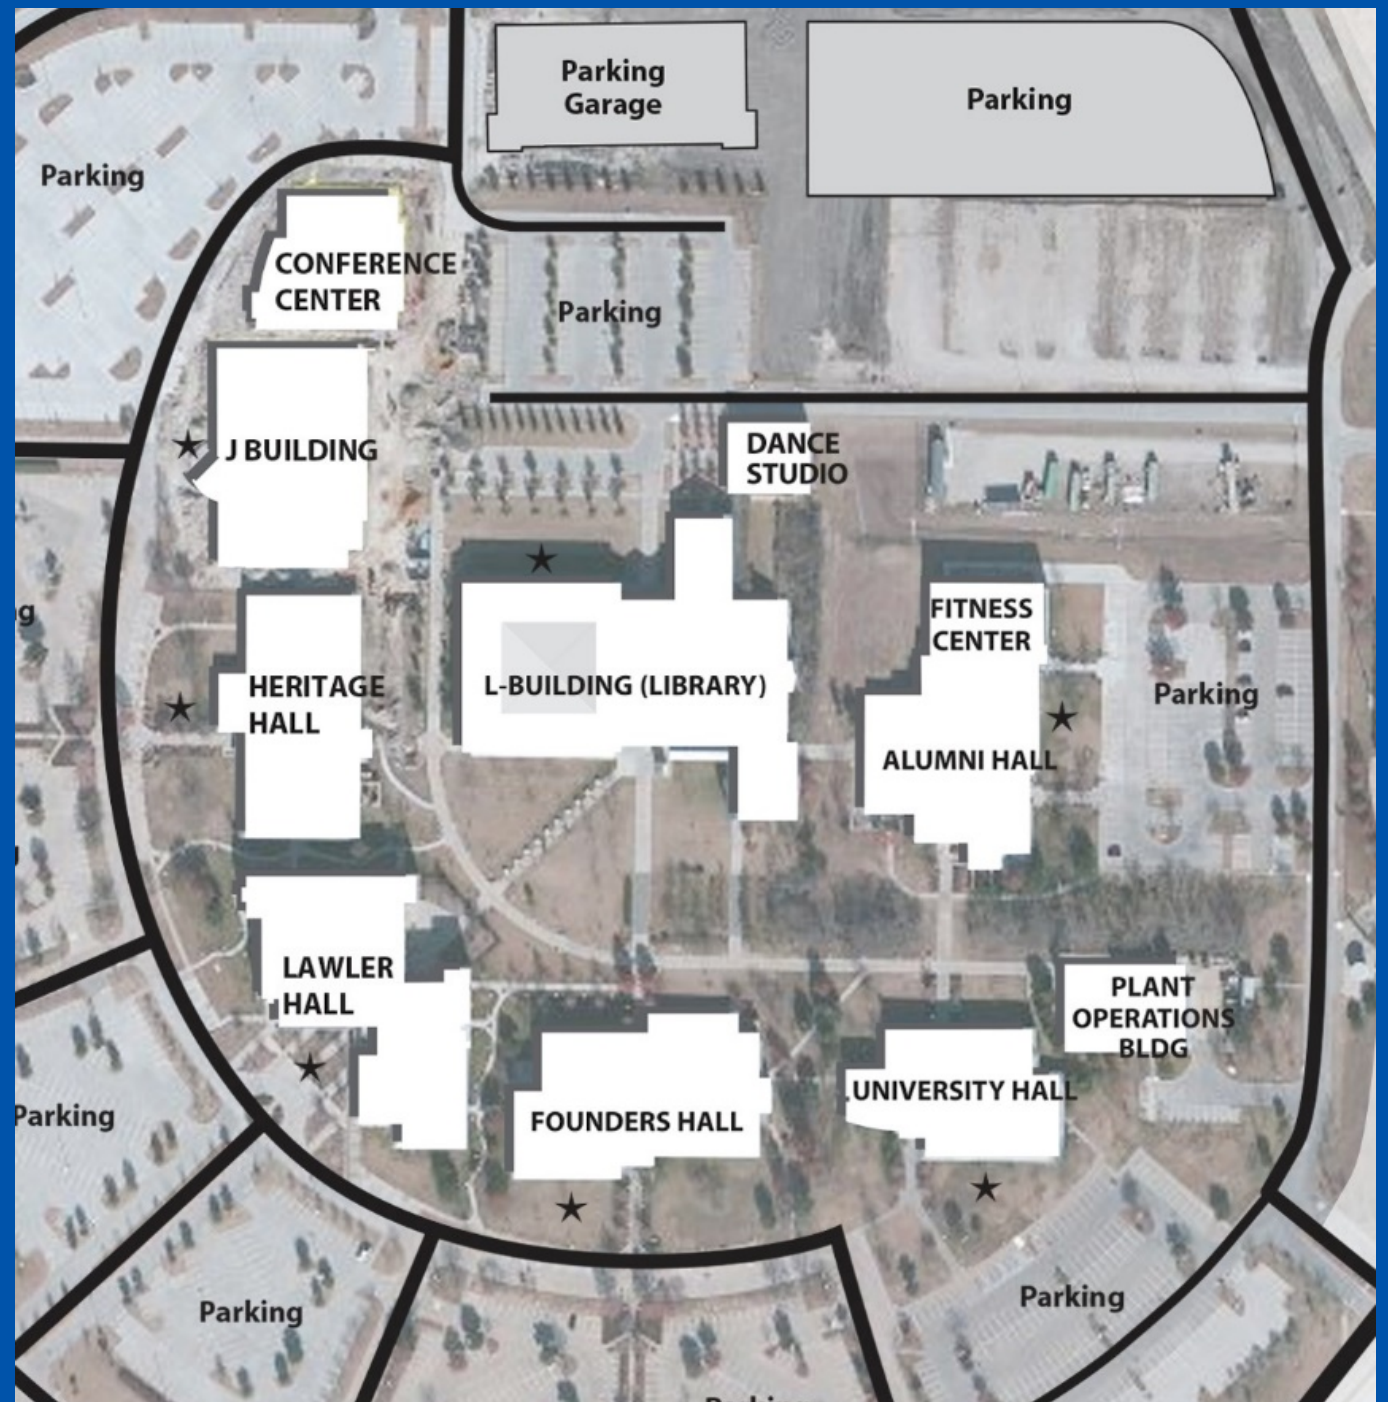 Parking
Garage
Parking
Parking
CONFERENCE
CENTER
Parking
DANCE
STUDIO
J BUILDING
FITNESS
CENTER
HERITAGE
HALL
L-BUILDING (LIBRARY)
Parking
ALUMNI HALL
LAWLER
HALL
PLANT
OPERATIONS
BLDG
UNIVERSITY HALL
Parking
FOUNDERS HALL
Parking
Parking